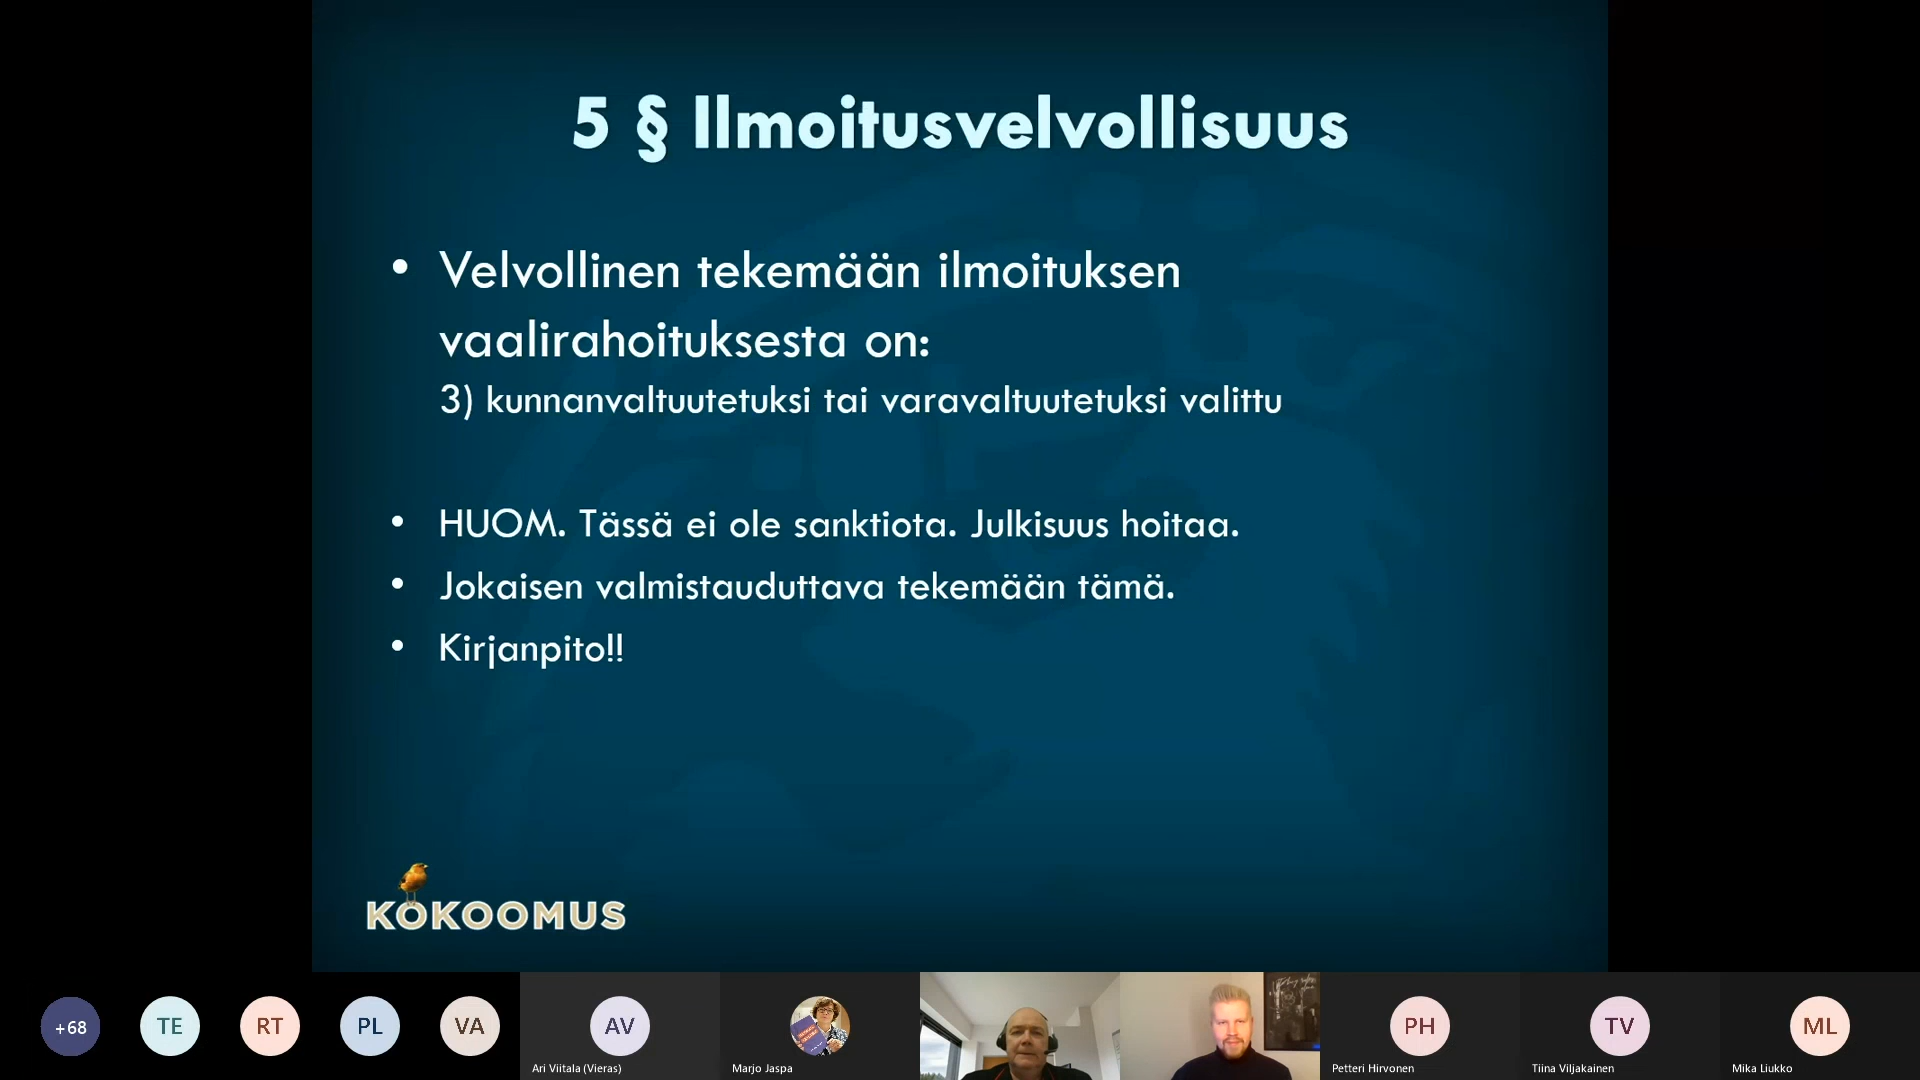 5 § Ilmoitusvelvollisuus
• Velvollinen tekemään ilmoituksen
vaalirahoituksesta on:
3) kunnanvaltuutetuksi tai varavaltuutetuksi valittu
• HUOM. Tässä ei ole sanktiota. Julkisuus hoitaa.
• Jokaisen valmistauduttava tekemään tämä.
• Kirjanpito!!
KOKOOMUS
+68
TE
RT
PL
VA
AV
PH
TV
ML
Ari Viitala (Vieras)
Marjo Jaspa
Petteri Hirvonen
Tiina Viljakainen
Mika Liukko